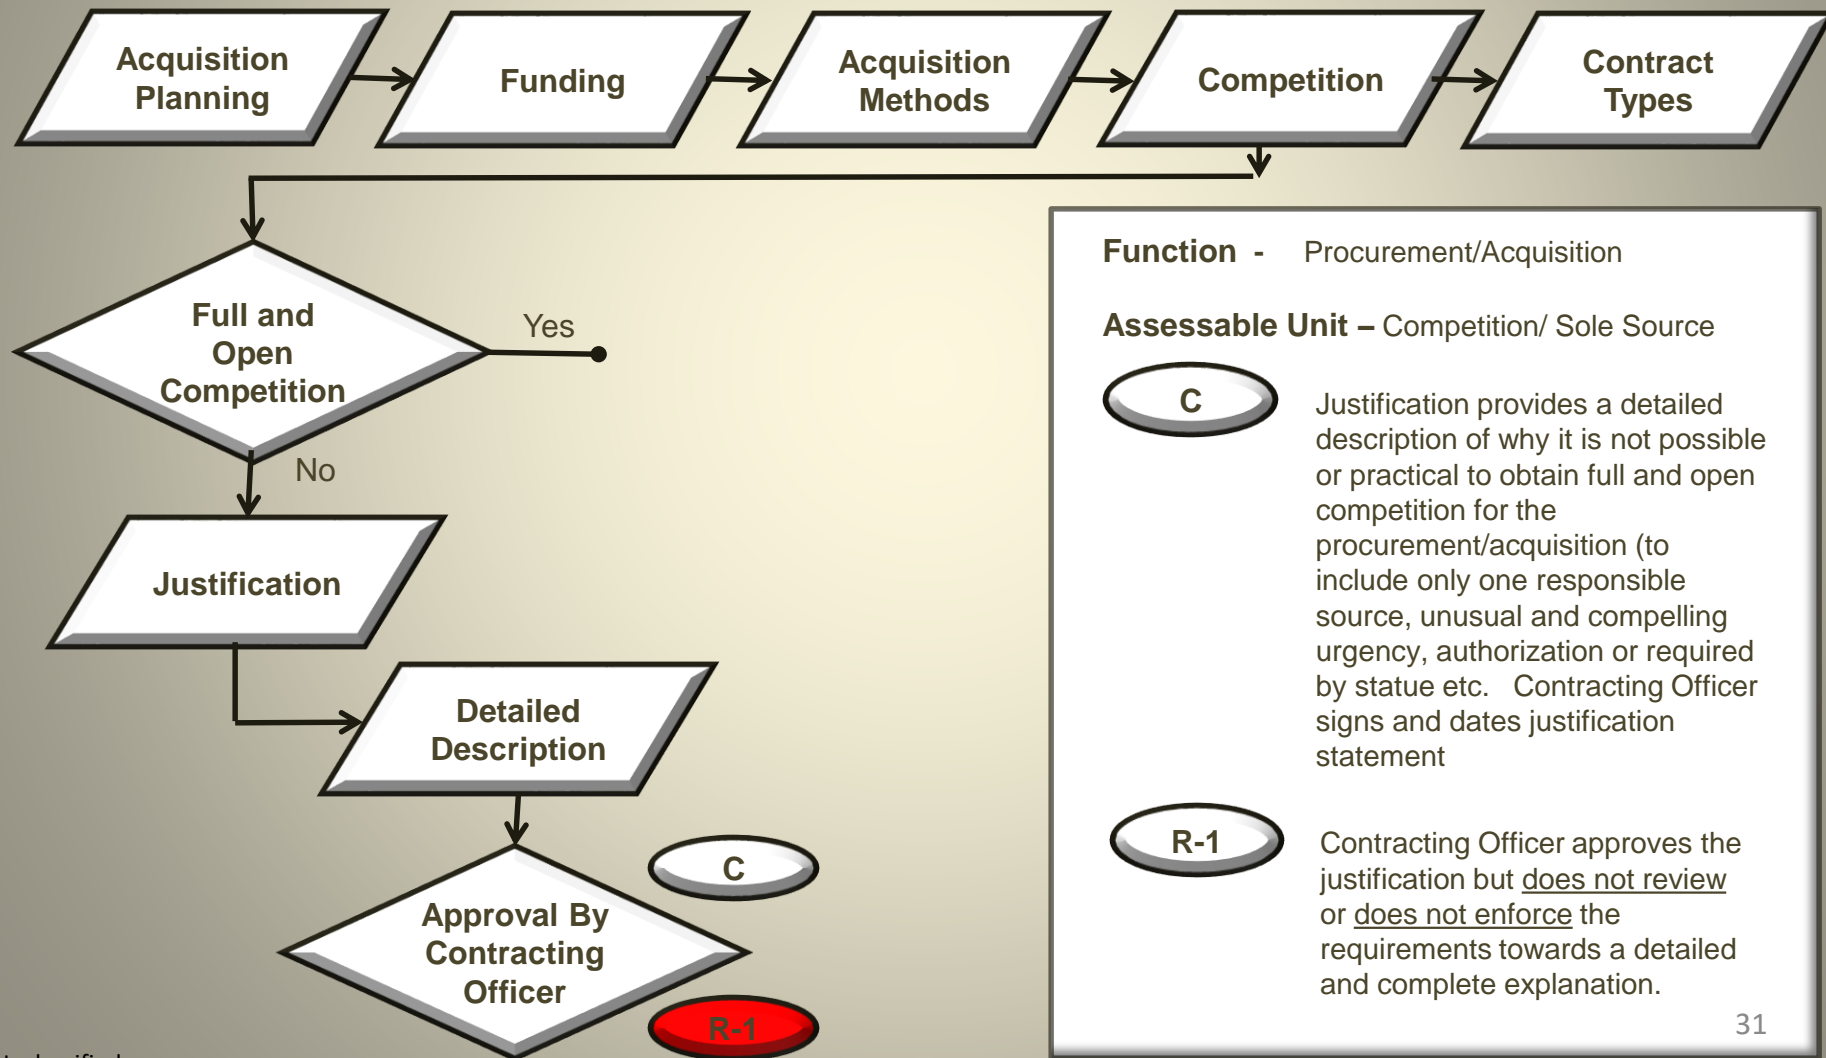 Acquisition
Planning
Funding
Acquisition
Methods
Competition
Contract
Types
Full and
Open
Competition
Yes
No
Justification
Detailed
Description
C
Approval By
Contracting
Officer
R-1
Function - Procurement/Acquisition
Assessable Unit – Competition/ Sole Source
C
Justification provides a detailed
description of why it is not possible
or practical to obtain full and open
competition for the
procurement/acquisition (to
include only one responsible
source, unusual and compelling
urgency, authorization or required
by statue etc. Contracting Officer
signs and dates justification
statement
R-1
Contracting Officer approves the
justification but does not review
or does not enforce the
requirements towards a detailed
and complete explanation.
31